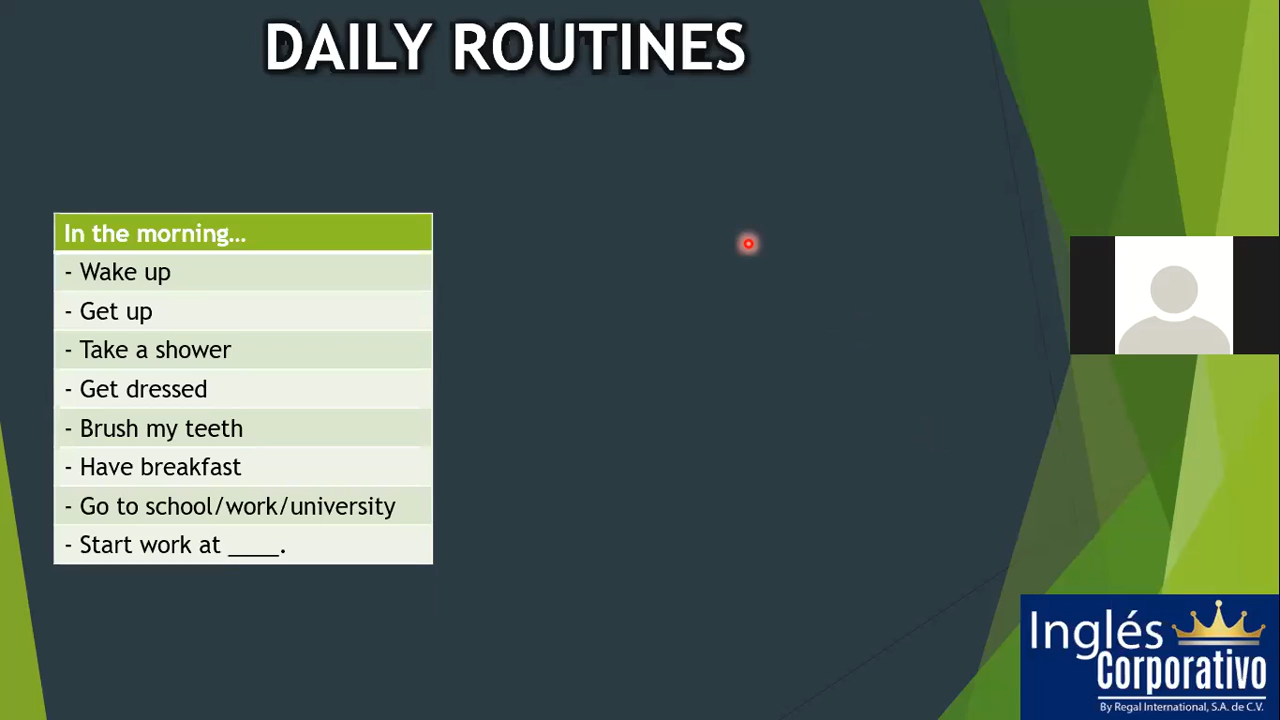 DAILY ROUTINES
In the morning…
- Wake up
- Get up
- Take a shower
- Get dressed
- Brush my teeth
- Have breakfast
- Go to school/work/university
- Start work at ____.
Inglés
Corporativo
By Regal International, S.A. de C.V.